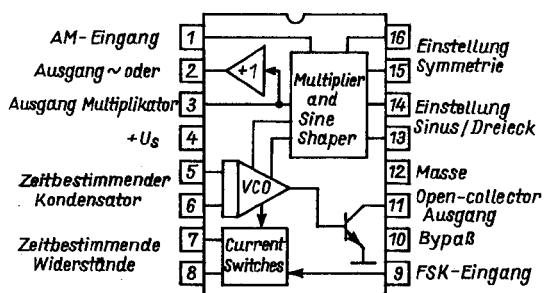 AM-Eingang
1
Ausgang ~ oder
2
Ausgang Multiplikator
3
+Us
4
Zeitbestimmender
Kondensator
5
6
Zeitbestimmende
Widerstände
7
8
+1
Multiplier
and
Sine
Shaper
VCO
Current
Switches
16
Einstellung
Symmetrie
15
14
Einstellung
Sinus/Dreieck
13
12
Masse
11
Open-collector
Ausgang
10
Bypaß
9
FSK-Eingang